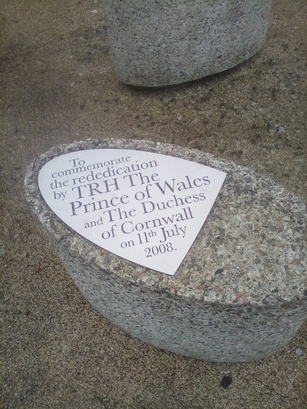 To
commemorate
the rededication
by TRH The
Prince of Wales
and The Duchess
of Cornwall
on 11th July
2008.